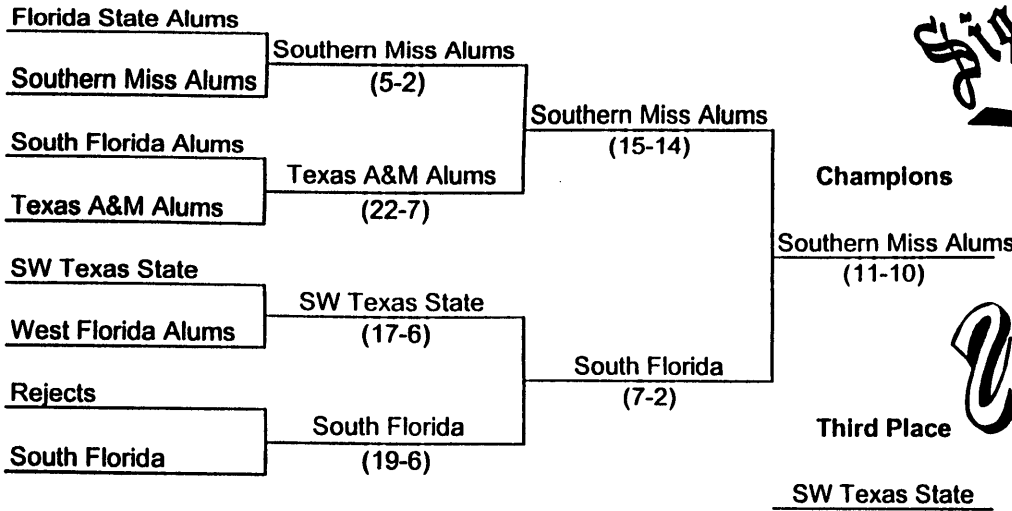 Florida State Alums
Southern Miss Alums
South Florida Alums
Texas A&M Alums
SW Texas State
West Florida Alums
Rejects
South Florida
Southern Miss Alums
(5-2)
Texas A&M Alums
(22-7)
SW Texas State
(17-6)
South Florida
(19-6)
Southern Miss Alums
(15-14)
South Florida
(7-2)
Champions
Southern Miss Alums
(11-10)
Third Place
SW Texas State